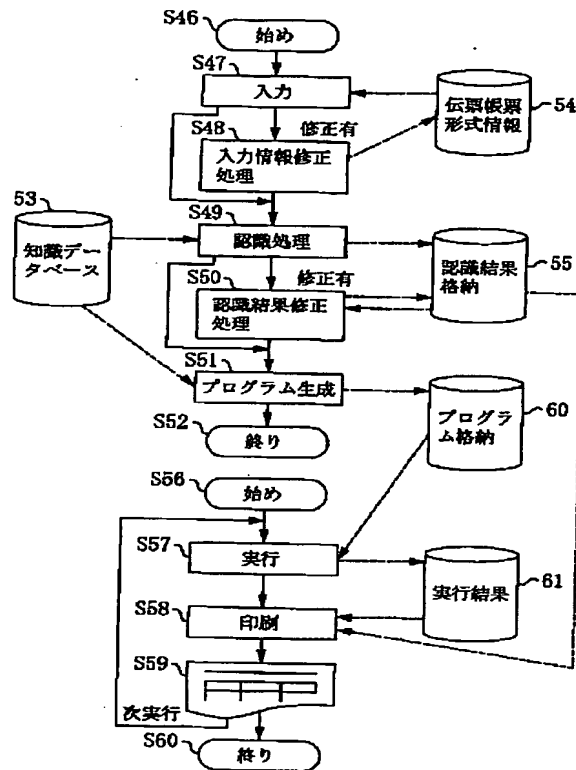 S46
始め
S47
入力
伝票帳票
形式情報
54
S48
修正有
入力情報修正
処理
53
知識デー
タベース
S49
認識処理
認識結果
格納
55
S50
修正有
認識結果修正
処理
S51
プログラム生成
プログラ
ム格納
60
S52
終り
S56
始め
S57
実行
実行結果
61
S58
印刷
S59
次実行
S60
終り